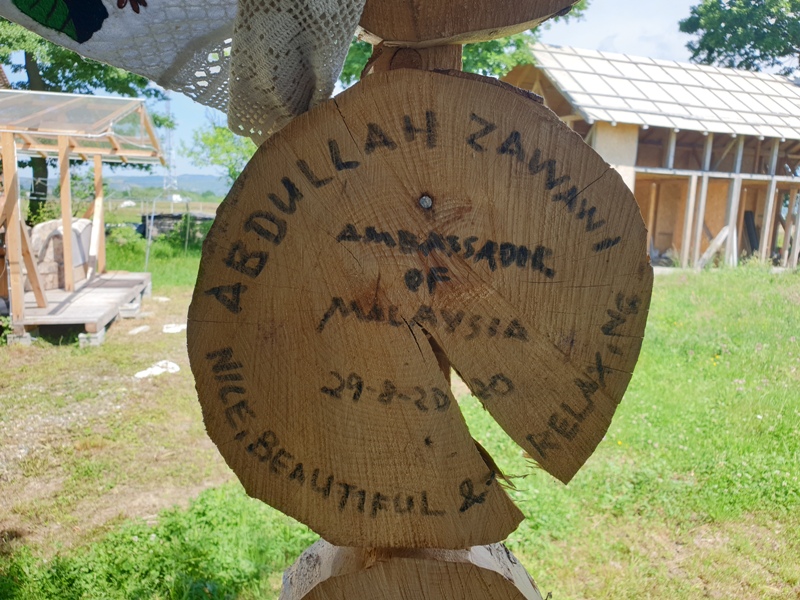 ABDULLAH ZAWAWI
AMBASSADOR
OF
MALAYSIA
29-8-2020
NICE, BEAUTIFUL & RELAXING